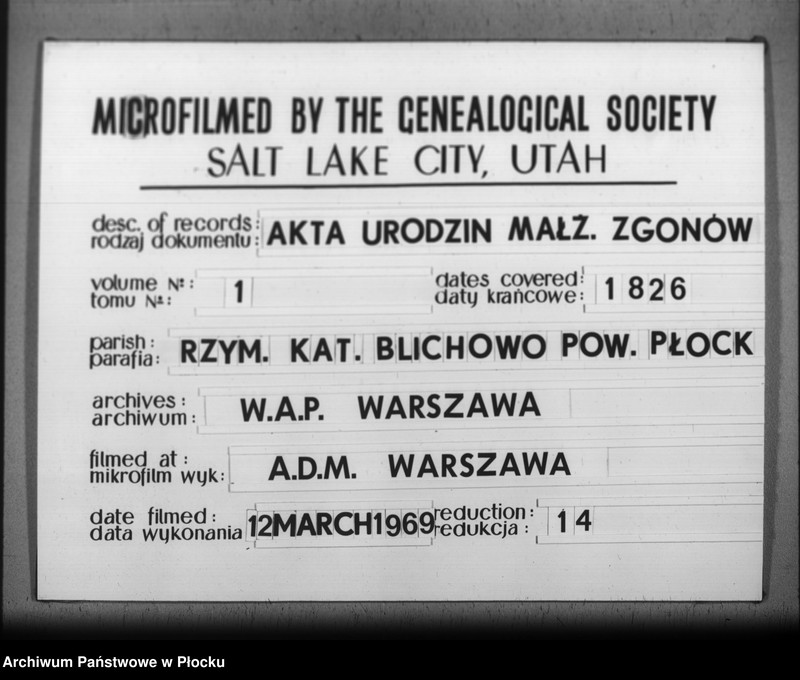 MICROFILMED BY THE GENEALOGICAL SOCIETY
SALT LAKE CITY, UTAH
desc. of records:
rodzaj dokumentu: AKTA URODZIN MAŁŻ. ZGONÓW
volume №: dates covered:
tomu №: 1 daty krańcowe: 1826
parish:
parafia: RZYM. KAT. BLICHOWO POW. PŁOCK
archives:
archiwum: W.A.P. WARSZAWA
filmed at:
mikrofilm wyk: A.D.M. WARSZAWA
date filmed: reduction:
data wykonania 12MARCH1969 redukcja: 14
Archiwum Państwowe w Płocku